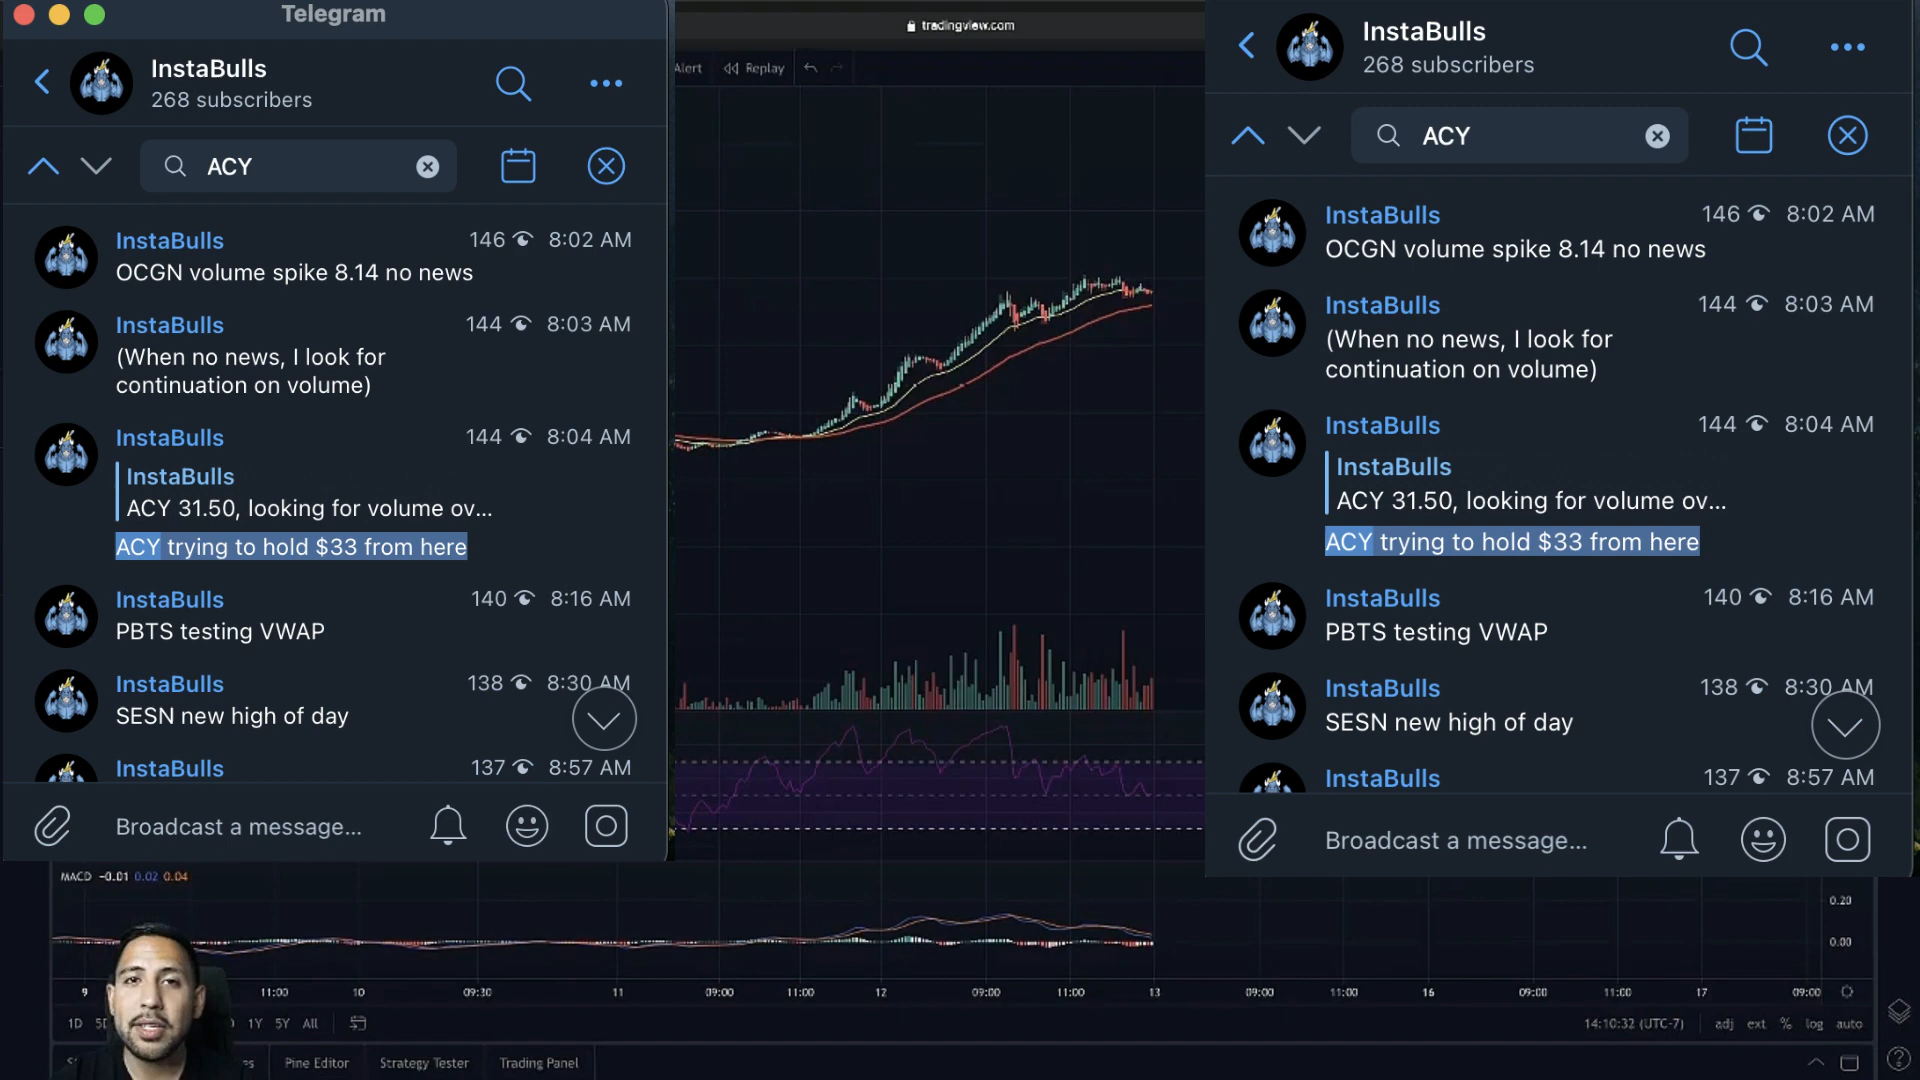 Telegram
InstaBulls
268 subscribers
ACY
InstaBulls 146 8:02 AM
OCGN volume spike 8.14 no news
InstaBulls 144 8:03 AM
(When no news, I look for
continuation on volume)
InstaBulls 144 8:04 AM
InstaBulls
ACY 31.50, looking for volume ov...
ACY trying to hold $33 from here
InstaBulls 140 8:16 AM
PBTS testing VWAP
InstaBulls 138 8:30 AM
SESN new high of day
InstaBulls 137 8:57 AM
Broadcast a message...
tradingview.com
Alert Replay
InstaBulls
268 subscribers
ACY
InstaBulls 146 8:02 AM
OCGN volume spike 8.14 no news
InstaBulls 144 8:03 AM
(When no news, I look for
continuation on volume)
InstaBulls 144 8:04 AM
InstaBulls
ACY 31.50, looking for volume ov...
ACY trying to hold $33 from here
InstaBulls 140 8:16 AM
PBTS testing VWAP
InstaBulls 138 8:30 AM
SESN new high of day
InstaBulls 137 8:57 AM
Broadcast a message...
MACD -0.01 0.02 0.04
0.20
0.00
9 11:00 10 09:30 11 09:00 11:00 12 09:00 11:00 13 09:00 11:00 16 09:00 11:00 17 09:00
1D 1Y 5Y All 14:10:32 (UTC-7) adj ext % log auto
Pine Editor Strategy Tester Trading Panel